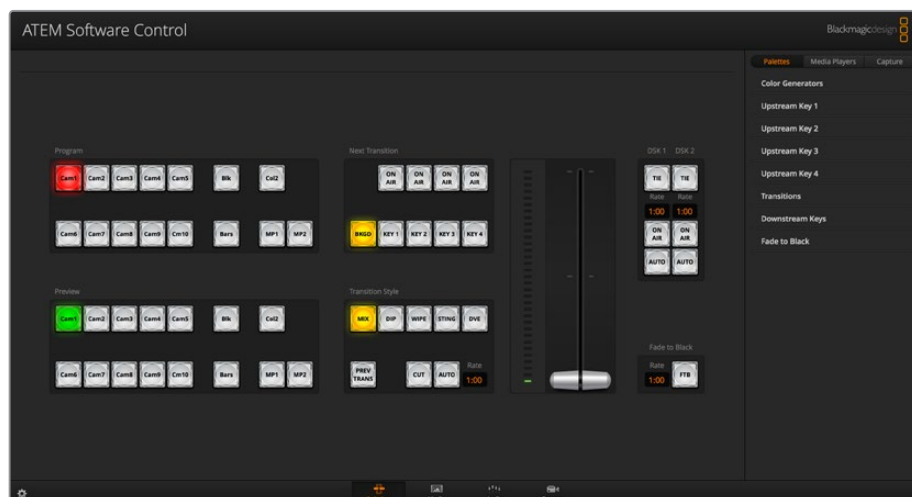 ATEM Software Control
Blackmagicdesign
Palettes Media Players Capture
Color Generators
Upstream Key 1
Upstream Key 2
Upstream Key 3
Upstream Key 4
Transitions
Downstream Keys
Fade to Black
Program
Cam1 Cam2 Cam3 Cam4 Cam5 Blk Col2
Cam6 Cam7 Cam8 Cam9 Cm10 Bars MP1 MP2
Next Transition
ON AIR ON AIR ON AIR ON AIR
BKGD KEY 1 KEY 2 KEY 3 KEY 4
DSK 1 DSK 2
TIE TIE
Rate Rate
1:00 1:00
ON AIR ON AIR
AUTO AUTO
Preview
Cam1 Cam2 Cam3 Cam4 Cam5 Blk Col2
Cam6 Cam7 Cam8 Cam9 Cm10 Bars MP1 MP2
Transition Style
MIX DIP WIPE STING DVE
Rate
PREV TRANS CUT AUTO 1:00
Fade to Black
Rate
1:00 FTB